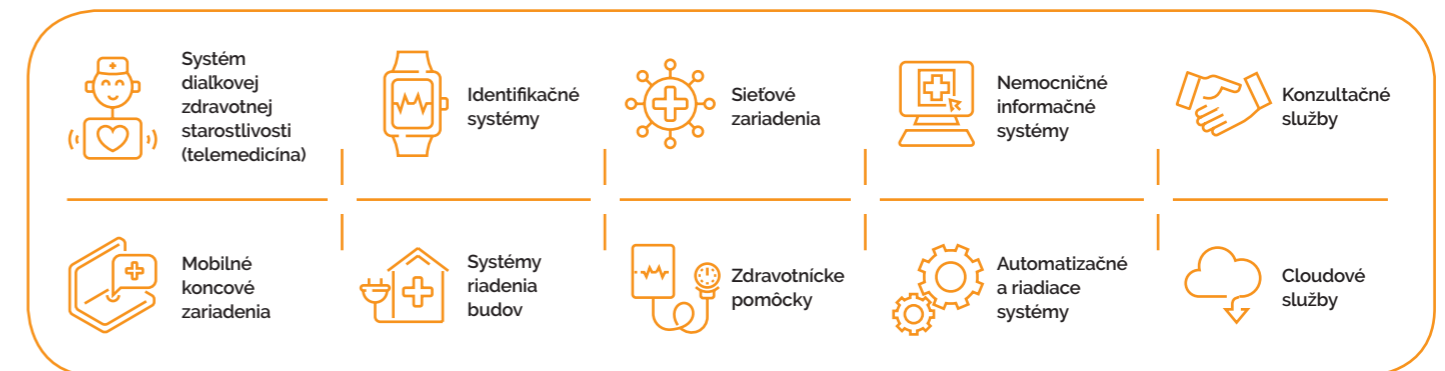 Systém
diaľkovej
zdravotnej
starostlivosti
(telemedicína)
Identifikačné
systémy
Sieťové
zariadenia
Nemocničné
informačné
systémy
Konzultačné
služby
Mobilné
koncové
zariadenia
Systémy
riadenia
budov
Zdravotnícke
pomôcky
Automatizačné
a riadiace
systémy
Cloudové
služby